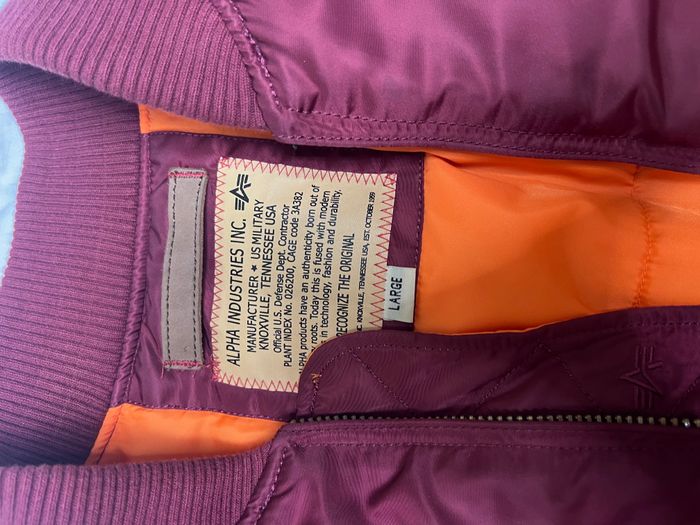 ALPHA INDUSTRIES INC.
MANUFACTURER ★ US MILITARY
KNOXVILLE, TENNESSEE USA
Official U.S. Defense Dept. Contractor
PLANT INDEX No. 026200, CAGE code 3A382
ALPHA products have an authenticity born out of
roots. Today this is fused with modern
in technology, fashion and durability.
RECOGNIZE THE ORIGINAL
KNOXVILLE, TENNESSEE USA, EST. OCTOBER 1959
LARGE